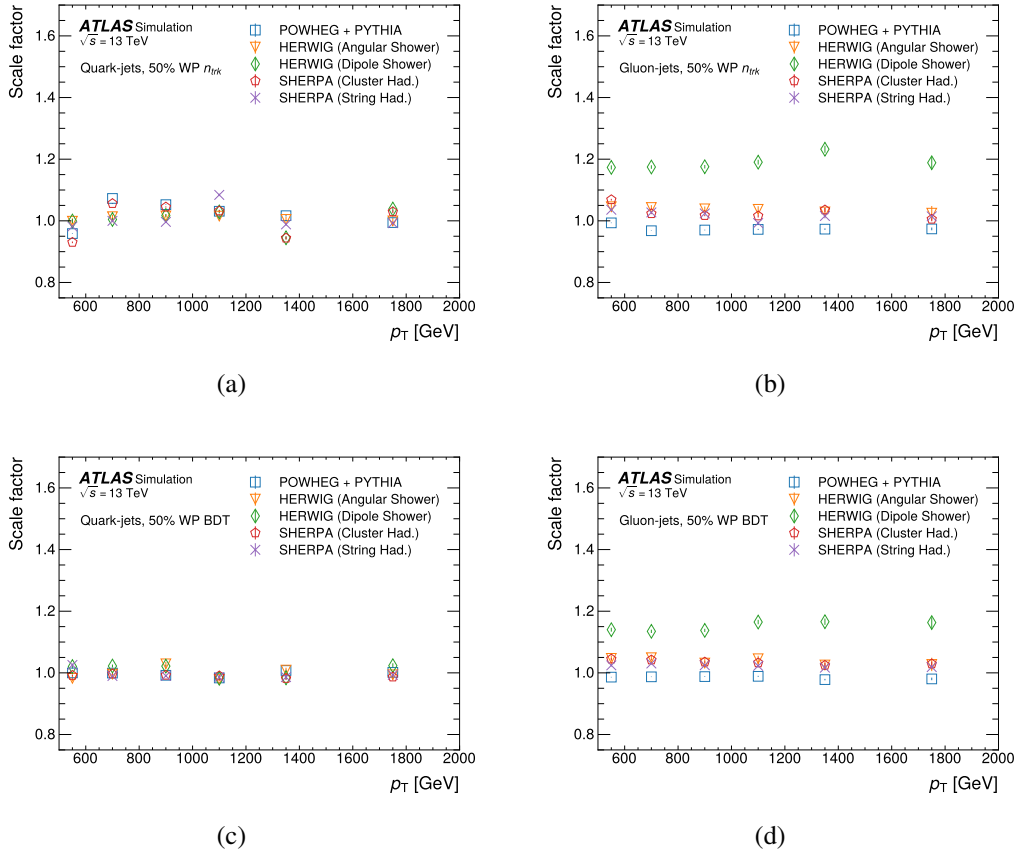 Scale factor
1.6
1.4
1.2
1.0
0.8
ATLAS Simulation
√s = 13 TeV
Quark-jets, 50% WP n_trk
POWHEG + PYTHIA
HERWIG (Angular Shower)
HERWIG (Dipole Shower)
SHERPA (Cluster Had.)
SHERPA (String Had.)
600 800 1000 1200 1400 1600 1800 2000
p_T [GeV]
(a)
Scale factor
1.6
1.4
1.2
1.0
0.8
ATLAS Simulation
√s = 13 TeV
Gluon-jets, 50% WP n_trk
POWHEG + PYTHIA
HERWIG (Angular Shower)
HERWIG (Dipole Shower)
SHERPA (Cluster Had.)
SHERPA (String Had.)
600 800 1000 1200 1400 1600 1800 2000
p_T [GeV]
(b)
Scale factor
1.6
1.4
1.2
1.0
0.8
ATLAS Simulation
√s = 13 TeV
Quark-jets, 50% WP BDT
POWHEG + PYTHIA
HERWIG (Angular Shower)
HERWIG (Dipole Shower)
SHERPA (Cluster Had.)
SHERPA (String Had.)
600 800 1000 1200 1400 1600 1800 2000
p_T [GeV]
(c)
Scale factor
1.6
1.4
1.2
1.0
0.8
ATLAS Simulation
√s = 13 TeV
Gluon-jets, 50% WP BDT
POWHEG + PYTHIA
HERWIG (Angular Shower)
HERWIG (Dipole Shower)
SHERPA (Cluster Had.)
SHERPA (String Had.)
600 800 1000 1200 1400 1600 1800 2000
p_T [GeV]
(d)